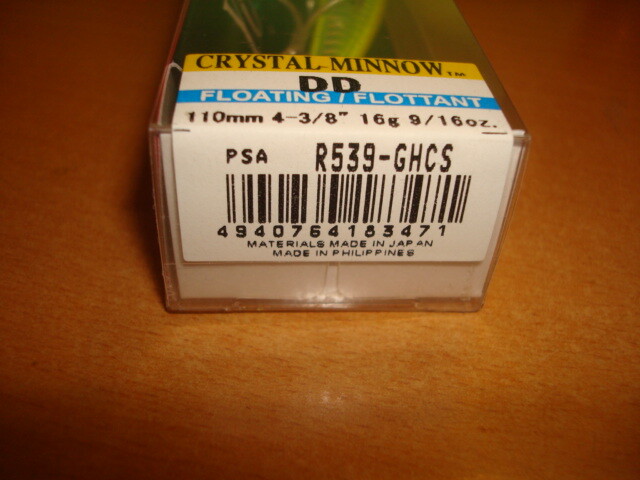 CRYSTAL MINNOW™
DD
FLOATING / FLOTTANT
110mm 4-3/8" 16g 9/16oz.
PSA R539-GHCS
4940764183471
MATERIALS MADE IN JAPAN
MADE IN PHILIPPINES